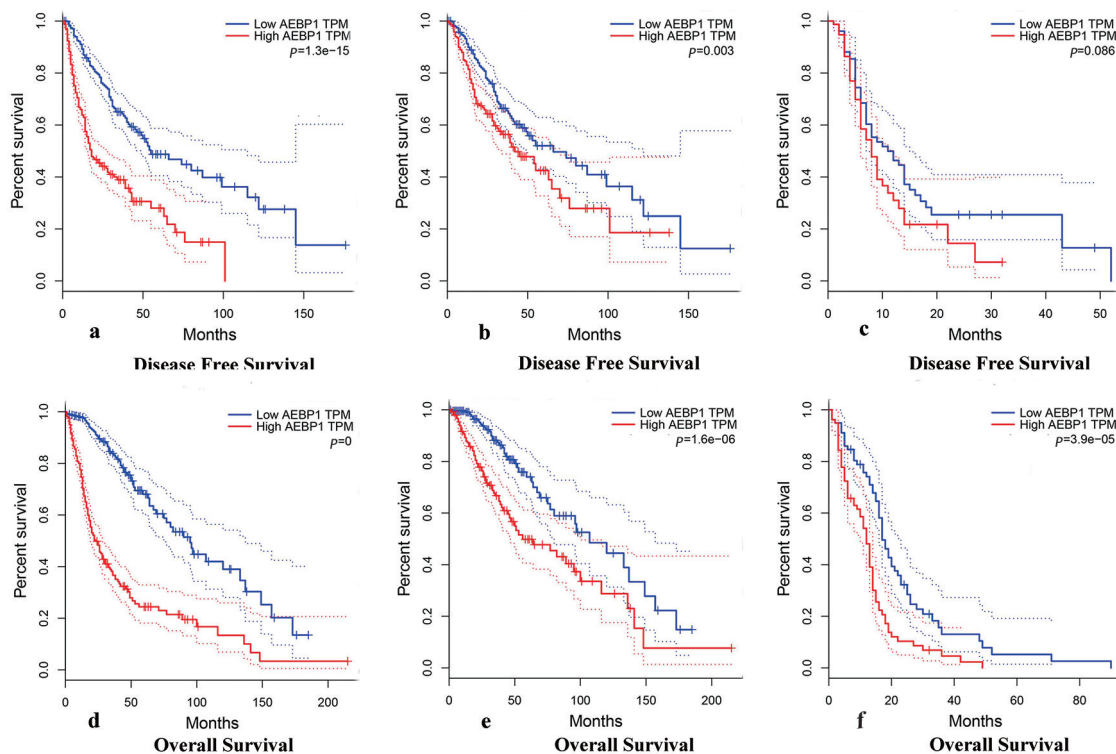 Low AEBP1 TPM
High AEBP1 TPM
p=1.3e−15
Percent survival
0.0 0.2 0.4 0.6 0.8 1.0
0 50 100 150
Months
a
Disease Free Survival
Low AEBP1 TPM
High AEBP1 TPM
p=0.003
Percent survival
0.0 0.2 0.4 0.6 0.8 1.0
0 50 100 150
Months
b
Disease Free Survival
Low AEBP1 TPM
High AEBP1 TPM
p=0.086
Percent survival
0.0 0.2 0.4 0.6 0.8 1.0
0 10 20 30 40 50
Months
c
Disease Free Survival
Low AEBP1 TPM
High AEBP1 TPM
p=0
Percent survival
0.0 0.2 0.4 0.6 0.8 1.0
0 50 100 150 200
Months
d
Overall Survival
Low AEBP1 TPM
High AEBP1 TPM
p=1.6e−06
Percent survival
0.0 0.2 0.4 0.6 0.8 1.0
0 50 100 150 200
Months
e
Overall Survival
Low AEBP1 TPM
High AEBP1 TPM
p=3.9e−05
Percent survival
0.0 0.2 0.4 0.6 0.8 1.0
0 20 40 60 80
Months
f
Overall Survival